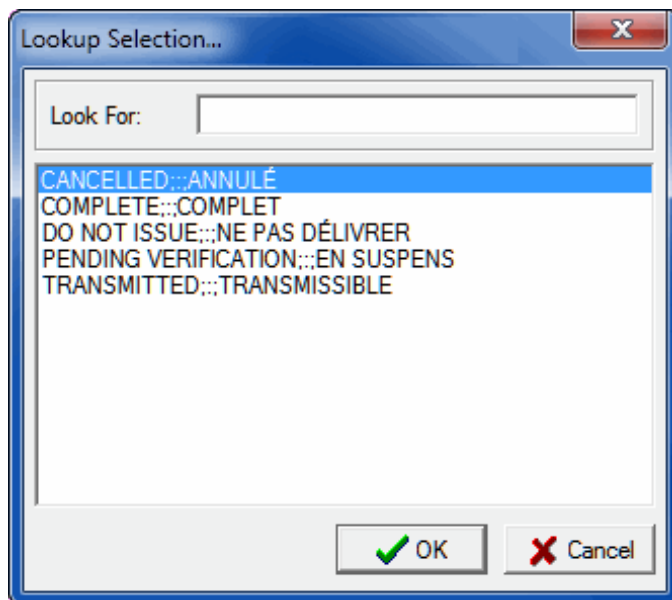 Lookup Selection...
Look For:
CANCELLED;:;ANNULÉ
COMPLETE;:;COMPLET
DO NOT ISSUE;:;NE PAS DÉLIVRER
PENDING VERIFICATION;:;EN SUSPENS
TRANSMITTED;:;TRANSMISSIBLE
OK
Cancel